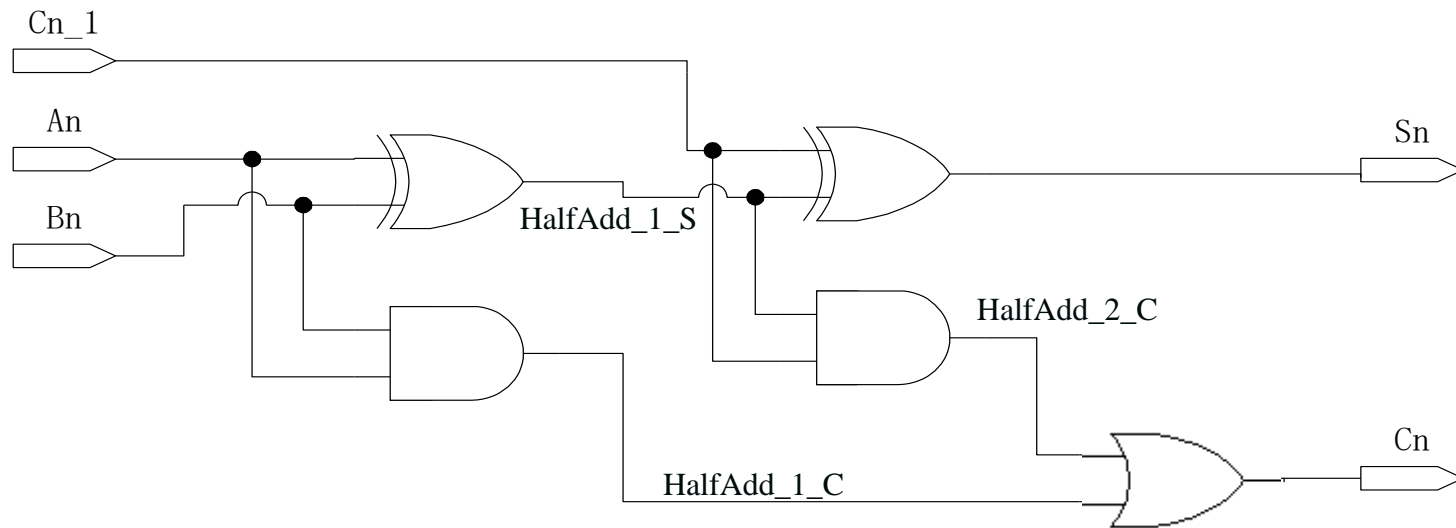 Cn_1
An
Bn
HalfAdd_1_S
Sn
HalfAdd_2_C
HalfAdd_1_C
Cn